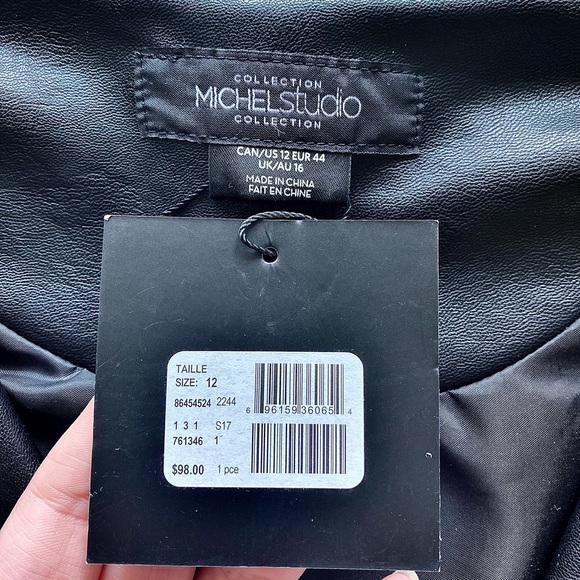 COLLECTION
MICHELstudio
COLLECTION
CAN/US 12 EUR 44
UK/AU 16
MADE IN CHINA
FAIT EN CHINE
TAILLE
SIZE: 12
86454524 2244
6 96159 36065 4
1 3 1 S17
761346 1
$98.00 1 pce